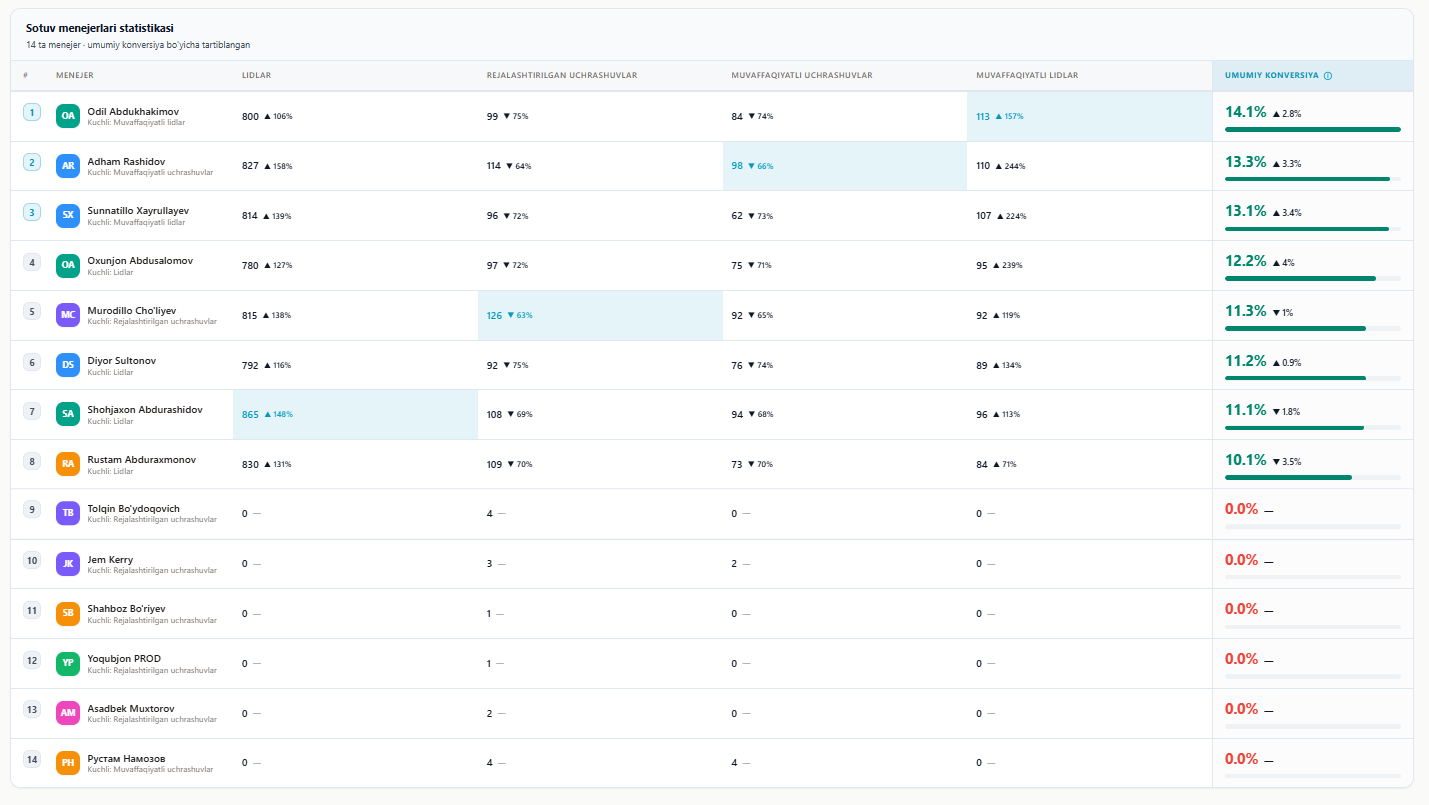 Sotuv menejerlari statistikasi
14 ta menejer · umumiy konversiya bo'yicha tartiblangan
# MENEJER LIDLAR REJALASHTIRILGAN UCHRASHUVLAR MUVAFFAQIYATLI UCHRASHUVLAR MUVAFFAQIYATLI LIDLAR UMUMIY KONVERSIYA ⓘ
1 OA Odil Abdukhakimov 800 ▲ 106% 99 ▼ 75% 84 ▼ 74% 113 ▲ 157% 14.1% ▲ 2.8%
Kuchli: Muvaffaqiyatli lidlar
2 AR Adham Rashidov 827 ▲ 158% 114 ▼ 64% 98 ▼ 66% 110 ▲ 244% 13.3% ▲ 3.3%
Kuchli: Muvaffaqiyatli uchrashuvlar
3 SX Sunnatillo Xayrullayev 814 ▲ 139% 96 ▼ 72% 62 ▼ 73% 107 ▲ 224% 13.1% ▲ 3.4%
Kuchli: Muvaffaqiyatli lidlar
4 OA Oxunjon Abdusalomov 780 ▲ 127% 97 ▼ 72% 75 ▼ 71% 95 ▲ 239% 12.2% ▲ 4%
Kuchli: Lidlar
5 MC Murodillo Cho'liyev 815 ▲ 138% 126 ▼ 63% 92 ▼ 65% 92 ▲ 119% 11.3% ▼ 1%
Kuchli: Rejalashtirilgan uchrashuvlar
6 DS Diyor Sultonov 792 ▲ 116% 92 ▼ 75% 76 ▼ 74% 89 ▲ 134% 11.2% ▲ 0.9%
Kuchli: Lidlar
7 SA Shohjaxon Abdurashidov 865 ▲ 148% 108 ▼ 69% 94 ▼ 68% 96 ▲ 113% 11.1% ▼ 1.8%
Kuchli: Lidlar
8 RA Rustam Abduraxmonov 830 ▲ 131% 109 ▼ 70% 73 ▼ 70% 84 ▲ 71% 10.1% ▼ 3.5%
Kuchli: Lidlar
9 TB Tolqin Bo'ydoqovich 0 — 4 — 0 — 0 — 0.0% —
Kuchli: Rejalashtirilgan uchrashuvlar
10 JK Jem Kerry 0 — 3 — 2 — 0 — 0.0% —
Kuchli: Rejalashtirilgan uchrashuvlar
11 SB Shahboz Bo'riyev 0 — 1 — 0 — 0 — 0.0% —
Kuchli: Rejalashtirilgan uchrashuvlar
12 YP Yoqubjon PROD 0 — 1 — 0 — 0 — 0.0% —
Kuchli: Rejalashtirilgan uchrashuvlar
13 AM Asadbek Muxtorov 0 — 2 — 0 — 0 — 0.0% —
Kuchli: Rejalashtirilgan uchrashuvlar
14 РН Рустам Намозов 0 — 4 — 4 — 0 — 0.0% —
Kuchli: Muvaffaqiyatli uchrashuvlar